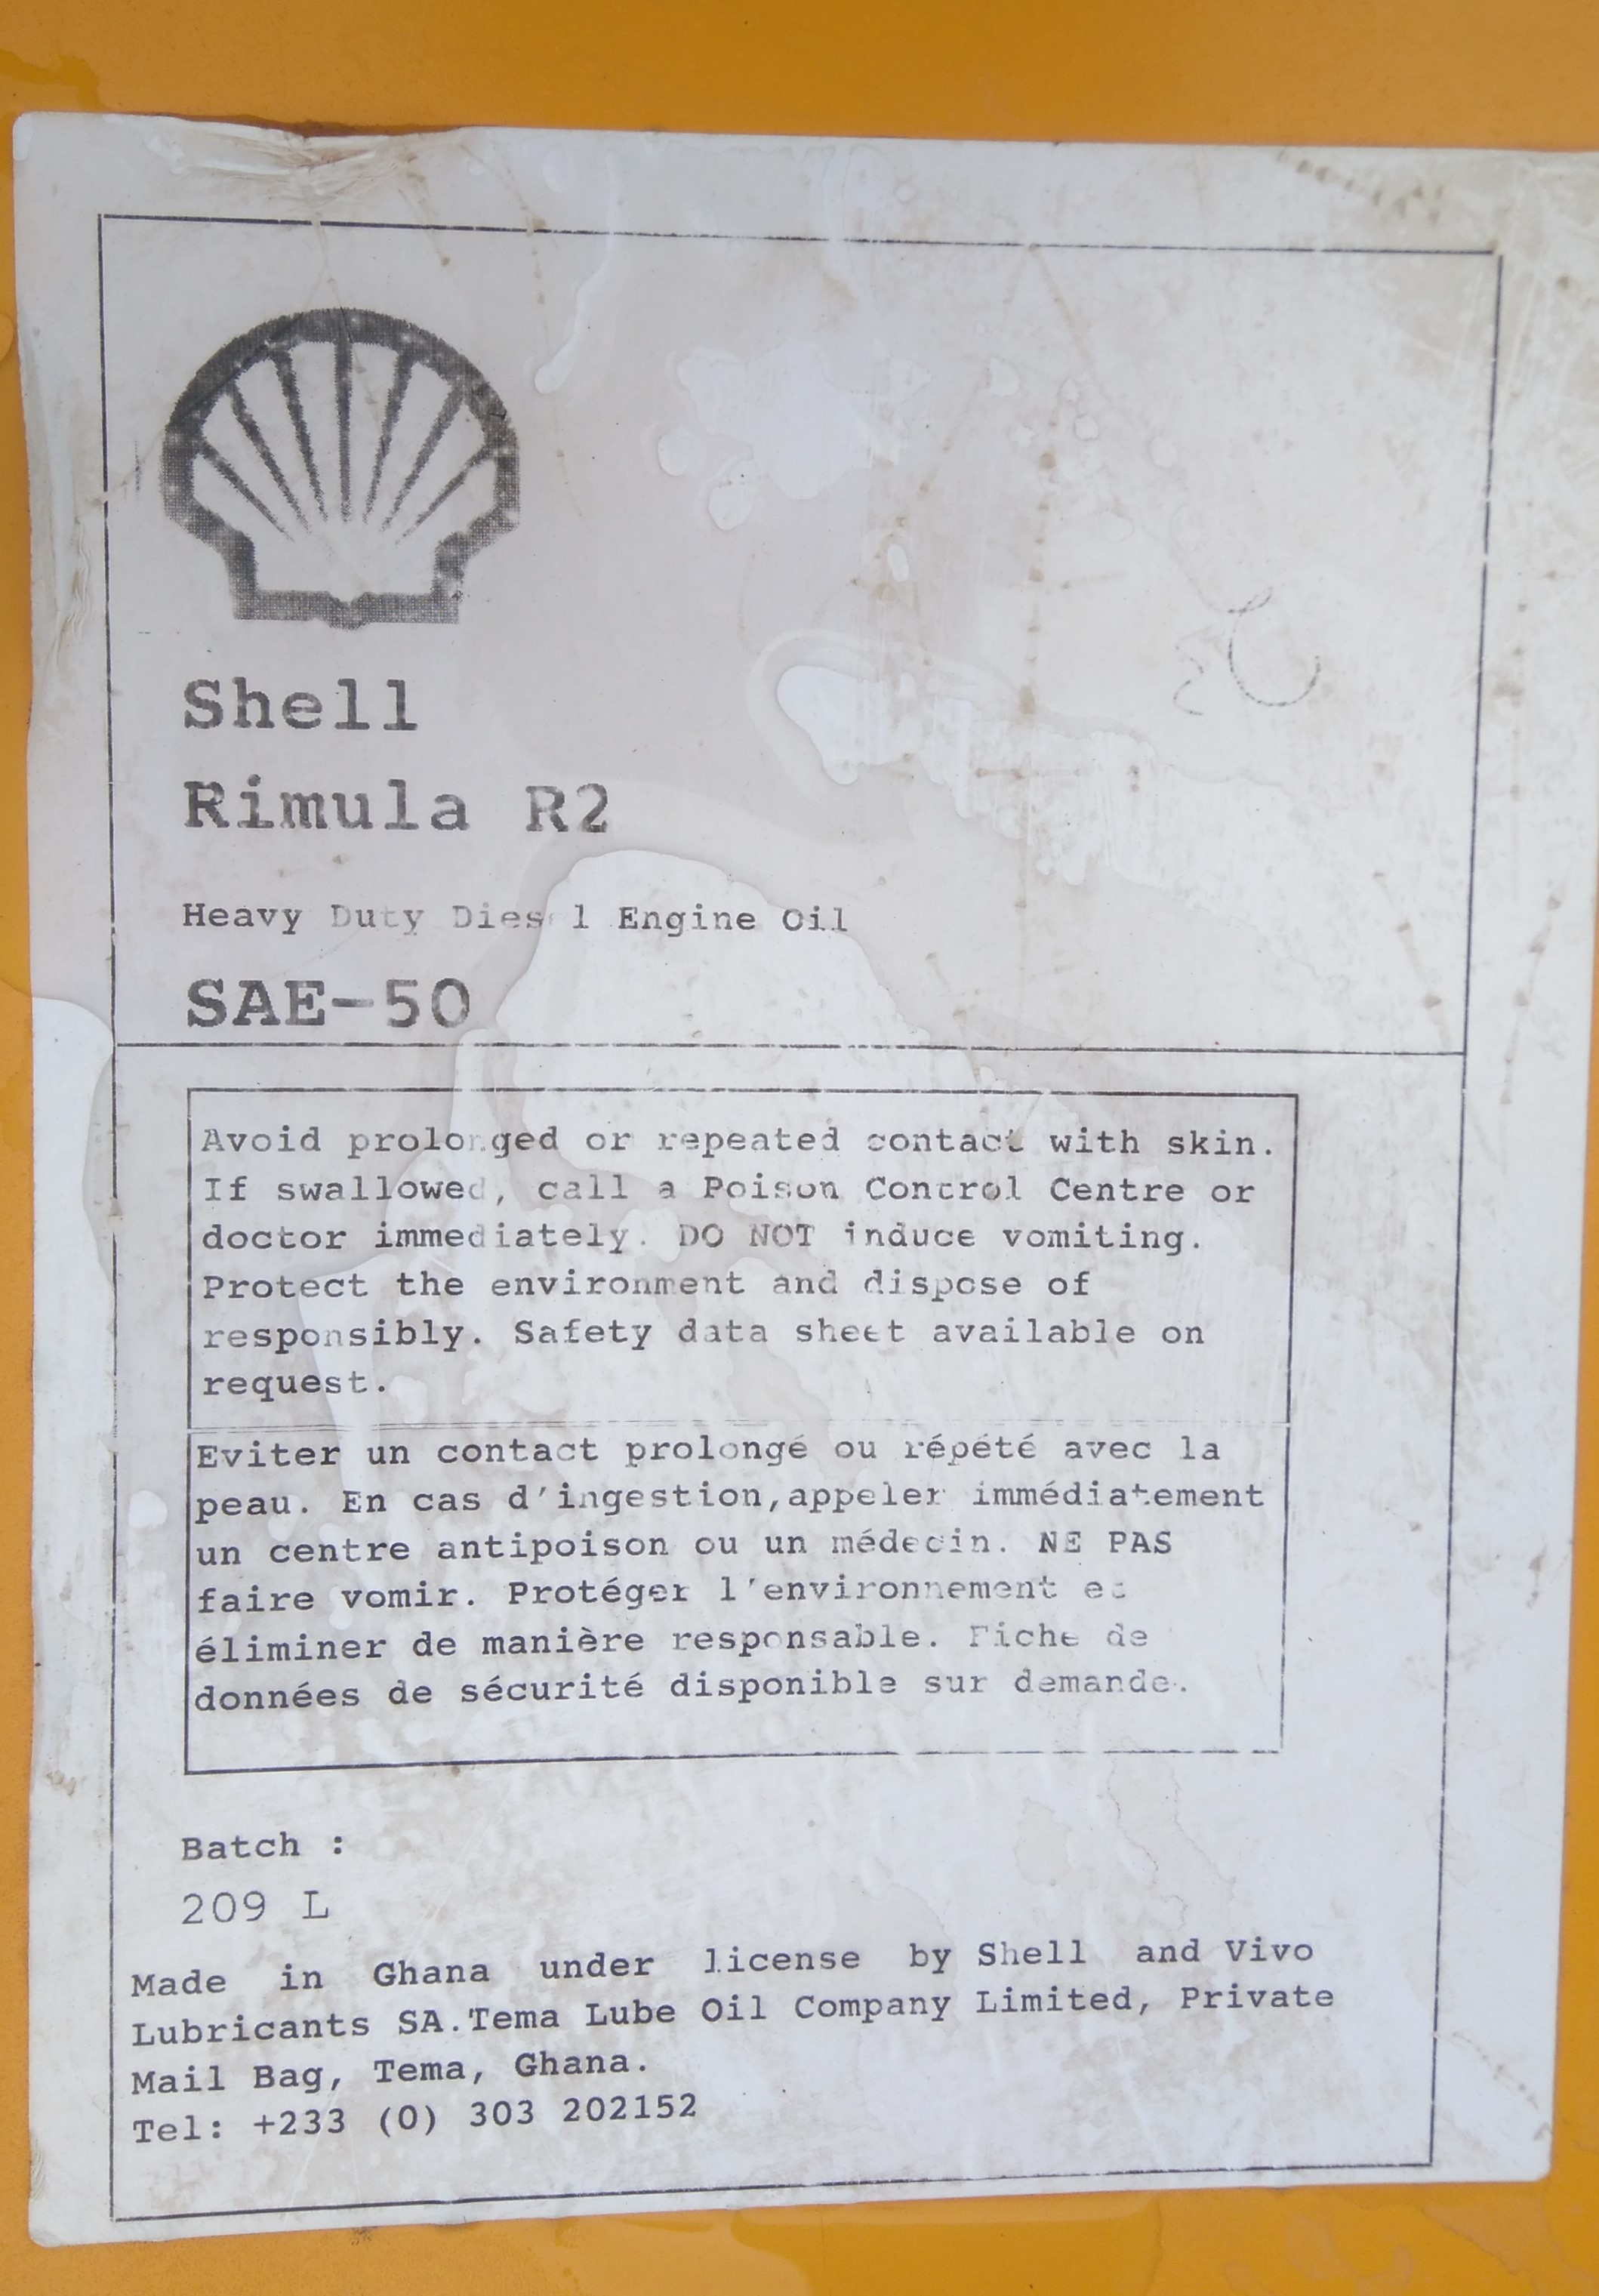 Shell
Rimula R2
Heavy Duty Diesel Engine Oil
SAE-50
Avoid prolonged or repeated contact with skin.
If swallowed, call a Poison Control Centre or
doctor immediately. DO NOT induce vomiting.
Protect the environment and dispose of
responsibly. Safety data sheet available on
request.
Eviter un contact prolongé ou répété avec la
peau. En cas d'ingestion,appeler immédiatement
un centre antipoison ou un médecin. NE PAS
faire vomir. Protéger l'environnement et
éliminer de manière responsable. Fiche de
données de sécurité disponible sur demande.
Batch :
209 L
Made in Ghana under license by Shell and Vivo
Lubricants SA.Tema Lube Oil Company Limited, Private
Mail Bag, Tema, Ghana.
Tel: +233 (0) 303 202152